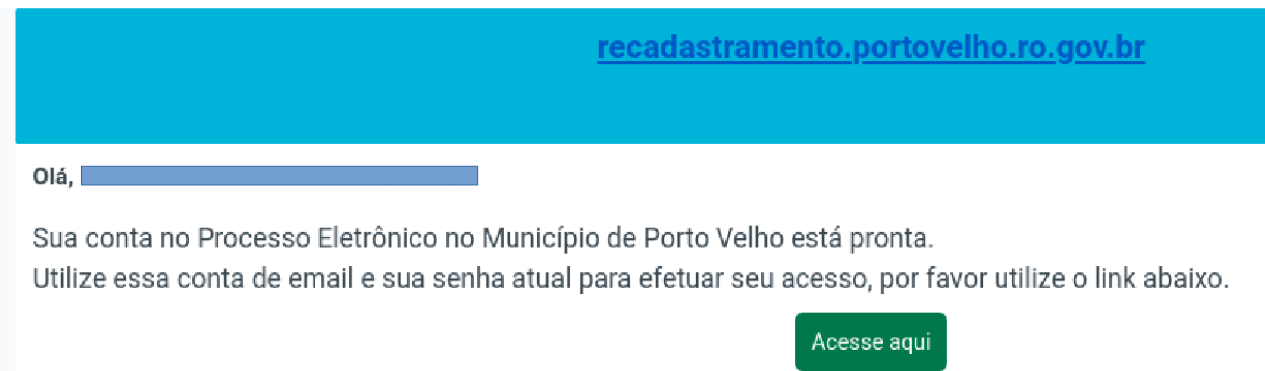 recadastramento.portovelho.ro.gov.br
Olá,
Sua conta no Processo Eletrônico no Município de Porto Velho está pronta.
Utilize essa conta de email e sua senha atual para efetuar seu acesso, por favor utilize o link abaixo.
Acesse aqui